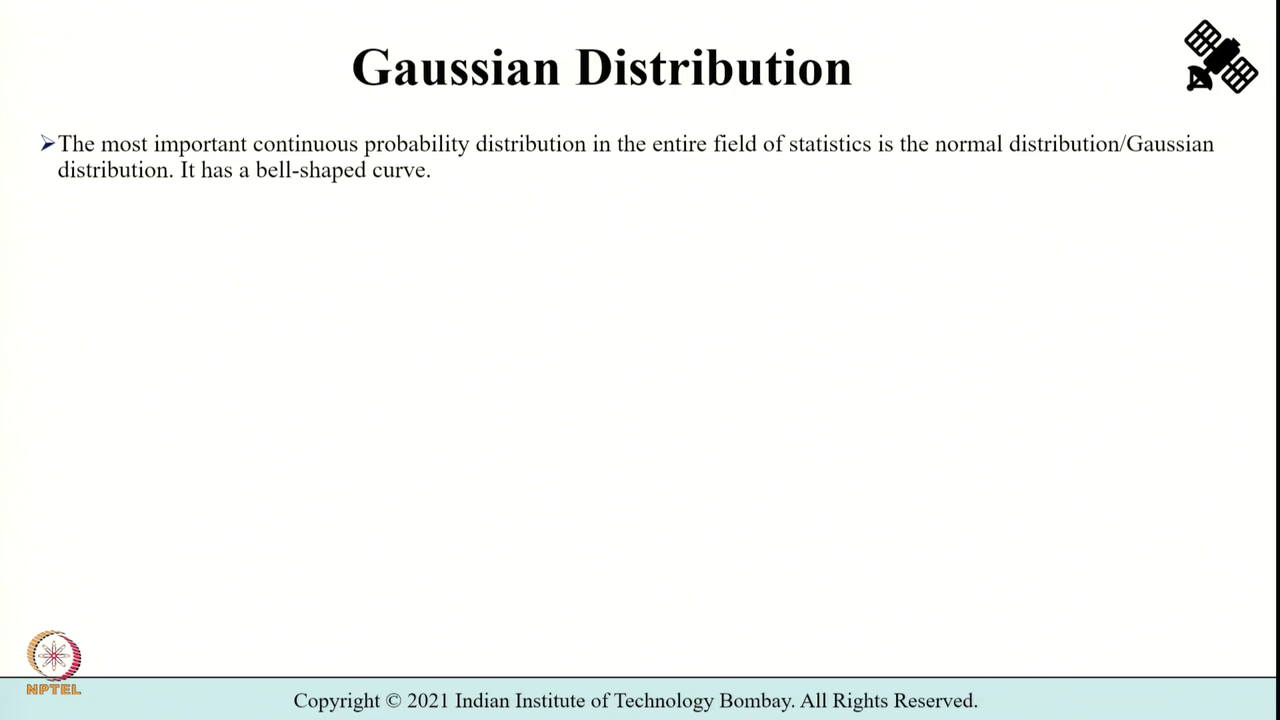 Gaussian Distribution
➢The most important continuous probability distribution in the entire field of statistics is the normal distribution/Gaussian
distribution. It has a bell-shaped curve.
NPTEL
Copyright © 2021 Indian Institute of Technology Bombay. All Rights Reserved.